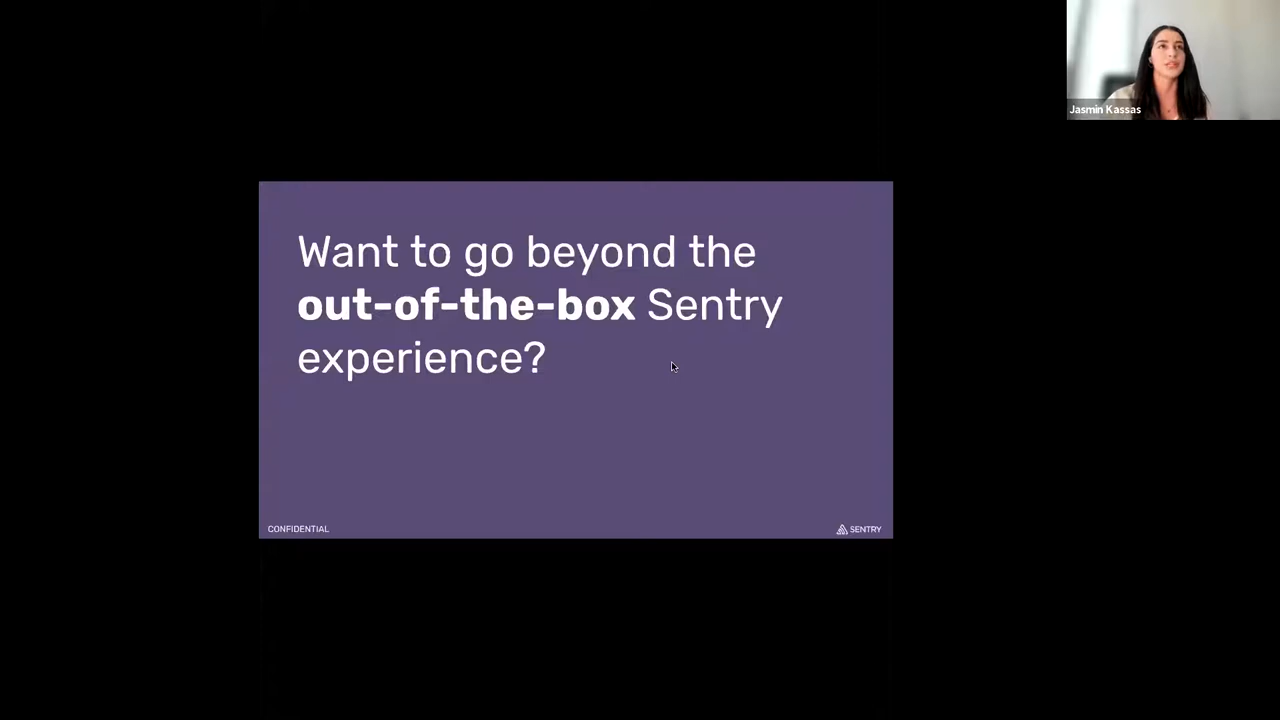 Jasmin Kassas
Want to go beyond the
out-of-the-box Sentry
experience?
CONFIDENTIAL
SENTRY